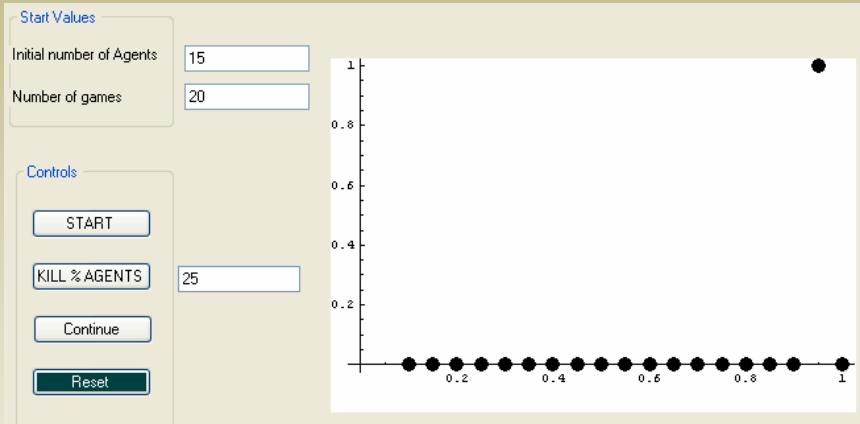 Start Values
Initial number of Agents 15
Number of games 20
Controls
START
KILL % AGENTS 25
Continue
Reset
1
0.8
0.6
0.4
0.2
0.2 0.4 0.6 0.8 1